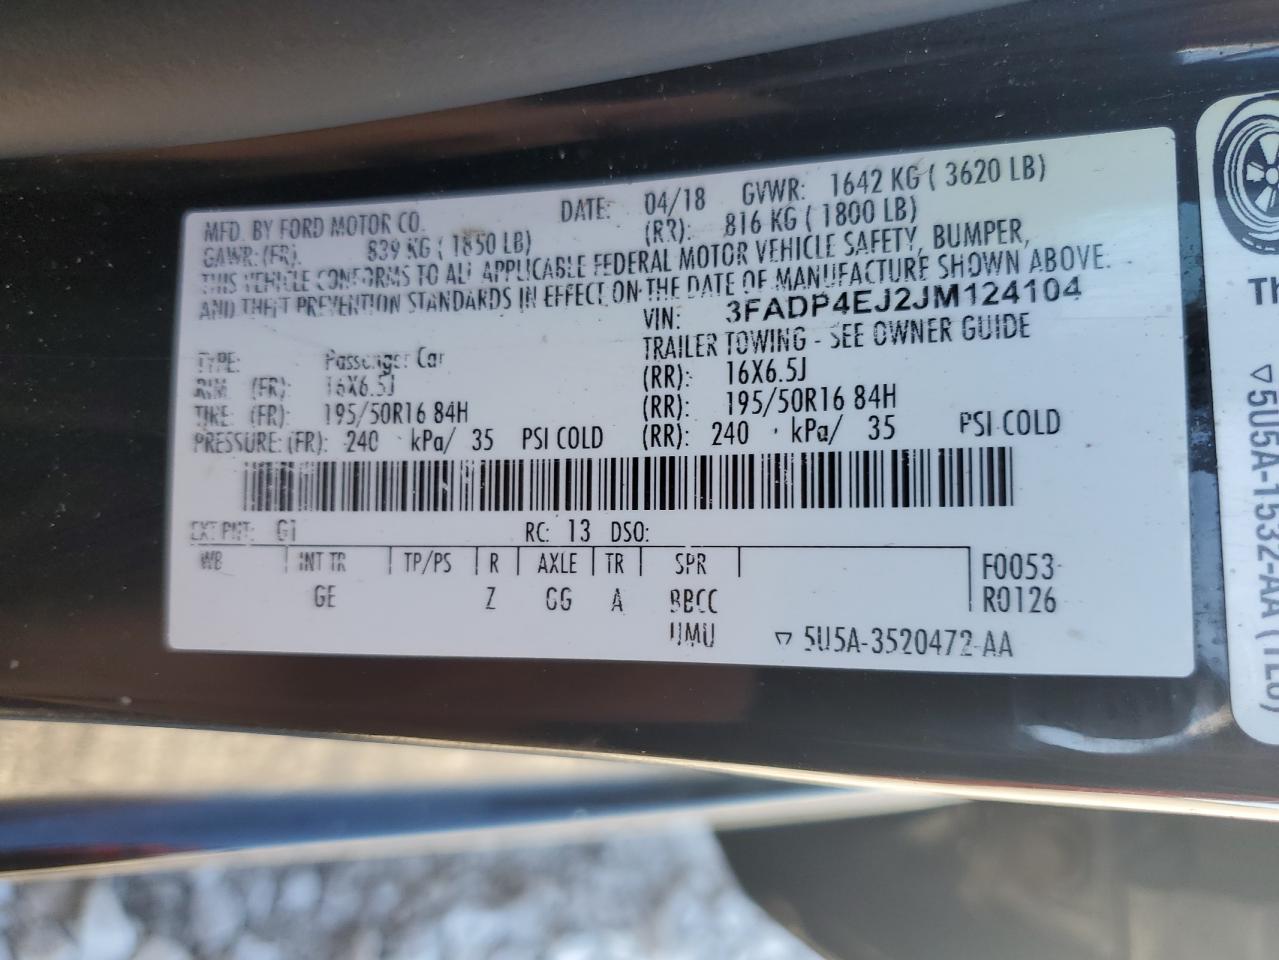 MFD. BY FORD MOTOR CO. DATE: 04/18 GVWR: 1642 KG ( 3620 LB)
GAWR:(FR): 839 KG ( 1850 LB) (RR): 816 KG ( 1800 LB)
THIS VEHICLE CONFORMS TO ALL APPLICABLE FEDERAL MOTOR VEHICLE SAFETY, BUMPER,
AND THEFT PREVENTION STANDARDS IN EFFECT ON THE DATE OF MANUFACTURE SHOWN ABOVE.
VIN: 3FADP4EJ2JM124104
TYPE: Passenger Car TRAILER TOWING - SEE OWNER GUIDE
RIM (FR): 16X6.5J (RR): 16X6.5J
TIRE (FR): 195/50R16 84H (RR): 195/50R16 84H
PRESSURE:(FR): 240 kPa/ 35 PSI COLD (RR): 240 kPa/ 35 PSI COLD
EXT PNT: G1 RC: 13 DSO:
WB INT TR TP/PS R AXLE TR SPR F0053
GE Z GG A BBCC R0126
UMU ▽ 5U5A-3520472-AA
▽5U5A-1532-AA